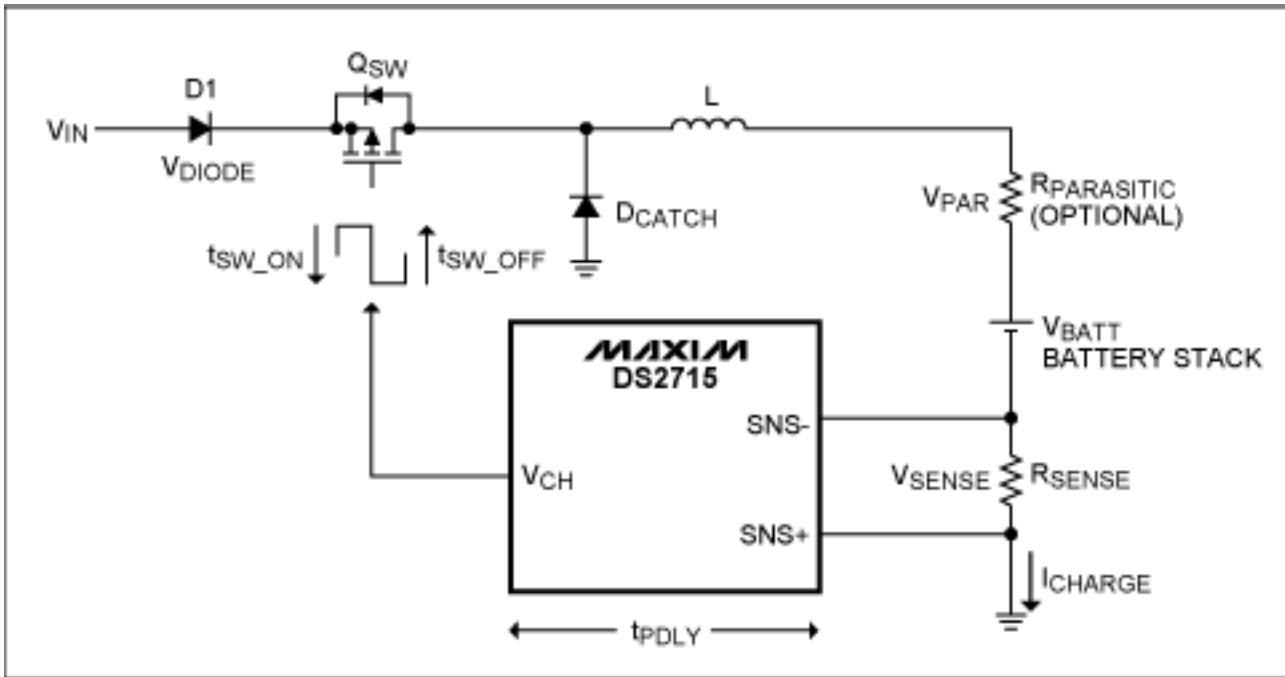 QSW
D1
L
VIN
VDIODE
VPAR
RPARASITIC
(OPTIONAL)
DCATCH
tSW_ON
tSW_OFF
VBATT
BATTERY STACK
MAXIM
DS2715
SNS-
VCH
VSENSE
RSENSE
SNS+
ICHARGE
tPDLY